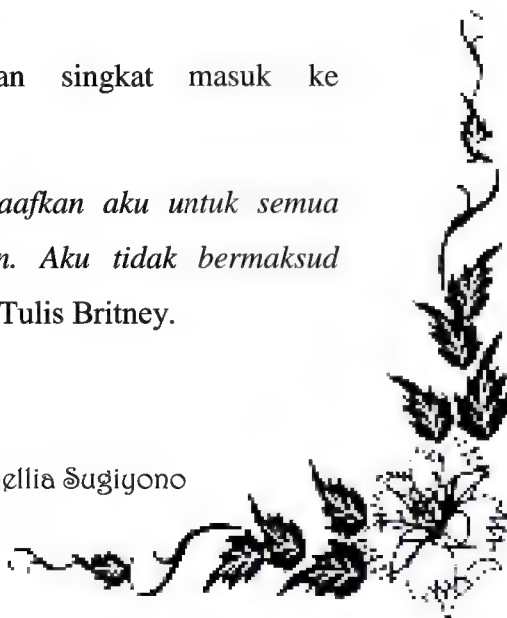 an singkat masuk ke
aafkan aku untuk semua
n. Aku tidak bermaksud
Tulis Britney.
ellia Sugiyono